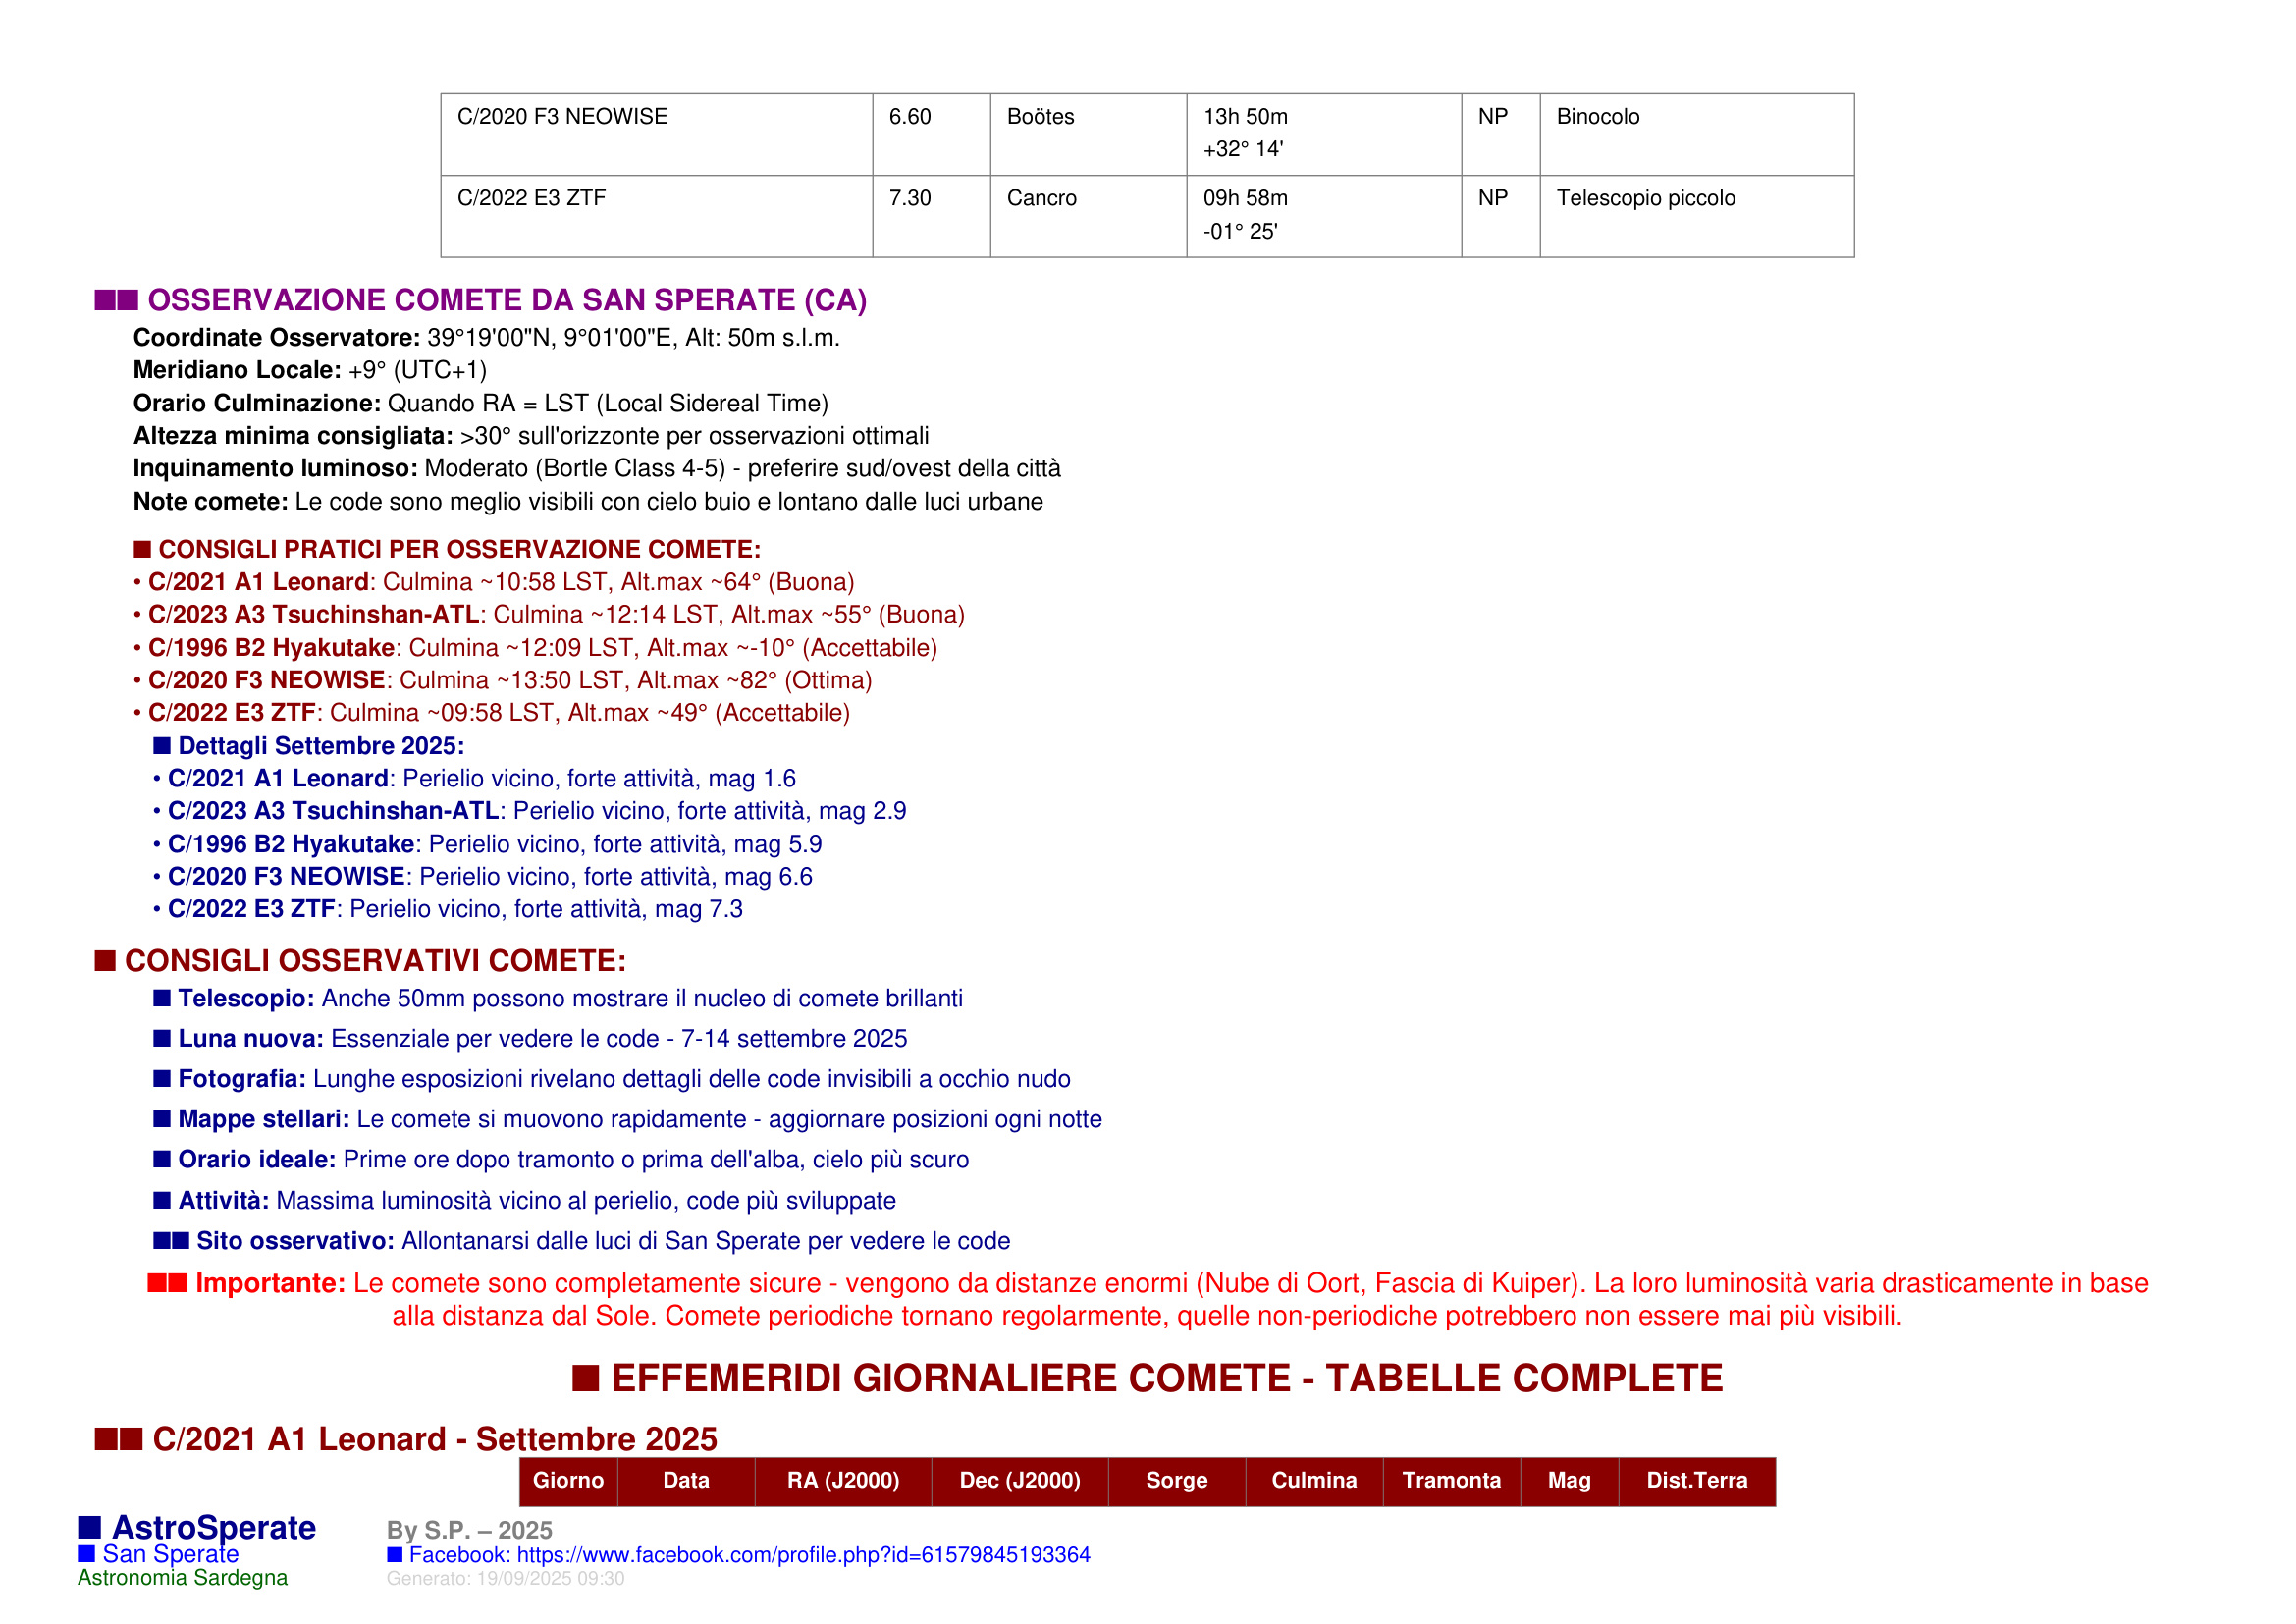 C/2020 F3 NEOWISE 6.60 Boötes 13h 50m NP Binocolo
+32° 14'
C/2022 E3 ZTF 7.30 Cancro 09h 58m NP Telescopio piccolo
-01° 25'
■■ OSSERVAZIONE COMETE DA SAN SPERATE (CA)
Coordinate Osservatore: 39°19'00"N, 9°01'00"E, Alt: 50m s.l.m.
Meridiano Locale: +9° (UTC+1)
Orario Culminazione: Quando RA = LST (Local Sidereal Time)
Altezza minima consigliata: >30° sull'orizzonte per osservazioni ottimali
Inquinamento luminoso: Moderato (Bortle Class 4-5) - preferire sud/ovest della città
Note comete: Le code sono meglio visibili con cielo buio e lontano dalle luci urbane
■ CONSIGLI PRATICI PER OSSERVAZIONE COMETE:
• C/2021 A1 Leonard: Culmina ~10:58 LST, Alt.max ~64° (Buona)
• C/2023 A3 Tsuchinshan-ATL: Culmina ~12:14 LST, Alt.max ~55° (Buona)
• C/1996 B2 Hyakutake: Culmina ~12:09 LST, Alt.max ~-10° (Accettabile)
• C/2020 F3 NEOWISE: Culmina ~13:50 LST, Alt.max ~82° (Ottima)
• C/2022 E3 ZTF: Culmina ~09:58 LST, Alt.max ~49° (Accettabile)
■ Dettagli Settembre 2025:
• C/2021 A1 Leonard: Perielio vicino, forte attività, mag 1.6
• C/2023 A3 Tsuchinshan-ATL: Perielio vicino, forte attività, mag 2.9
• C/1996 B2 Hyakutake: Perielio vicino, forte attività, mag 5.9
• C/2020 F3 NEOWISE: Perielio vicino, forte attività, mag 6.6
• C/2022 E3 ZTF: Perielio vicino, forte attività, mag 7.3
■ CONSIGLI OSSERVATIVI COMETE:
■ Telescopio: Anche 50mm possono mostrare il nucleo di comete brillanti
■ Luna nuova: Essenziale per vedere le code - 7-14 settembre 2025
■ Fotografia: Lunghe esposizioni rivelano dettagli delle code invisibili a occhio nudo
■ Mappe stellari: Le comete si muovono rapidamente - aggiornare posizioni ogni notte
■ Orario ideale: Prime ore dopo tramonto o prima dell'alba, cielo più scuro
■ Attività: Massima luminosità vicino al perielio, code più sviluppate
■■ Sito osservativo: Allontanarsi dalle luci di San Sperate per vedere le code
■■ Importante: Le comete sono completamente sicure - vengono da distanze enormi (Nube di Oort, Fascia di Kuiper). La loro luminosità varia drasticamente in base
alla distanza dal Sole. Comete periodiche tornano regolarmente, quelle non-periodiche potrebbero non essere mai più visibili.
■ EFFEMERIDI GIORNALIERE COMETE - TABELLE COMPLETE
■■ C/2021 A1 Leonard - Settembre 2025
Giorno Data RA (J2000) Dec (J2000) Sorge Culmina Tramonta Mag Dist.Terra
■ AstroSperate By S.P. – 2025
■ San Sperate ■ Facebook: https://www.facebook.com/profile.php?id=61579845193364
Astronomia Sardegna Generato: 19/09/2025 09:30